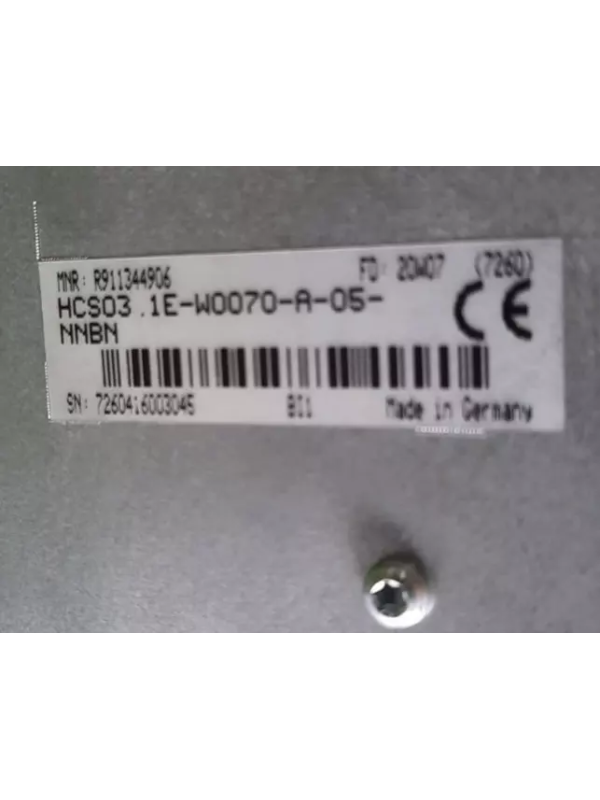 MNR: R911344906 FD: 20W07 (7260)
HCS03.1E-W0070-A-05-
NNBN
CE
SN: 7260416003045 BI1 Made in Germany